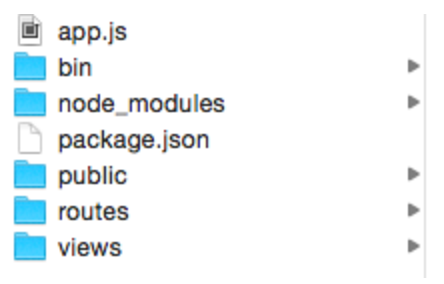 app.js
bin
node_modules
package.json
public
routes
views